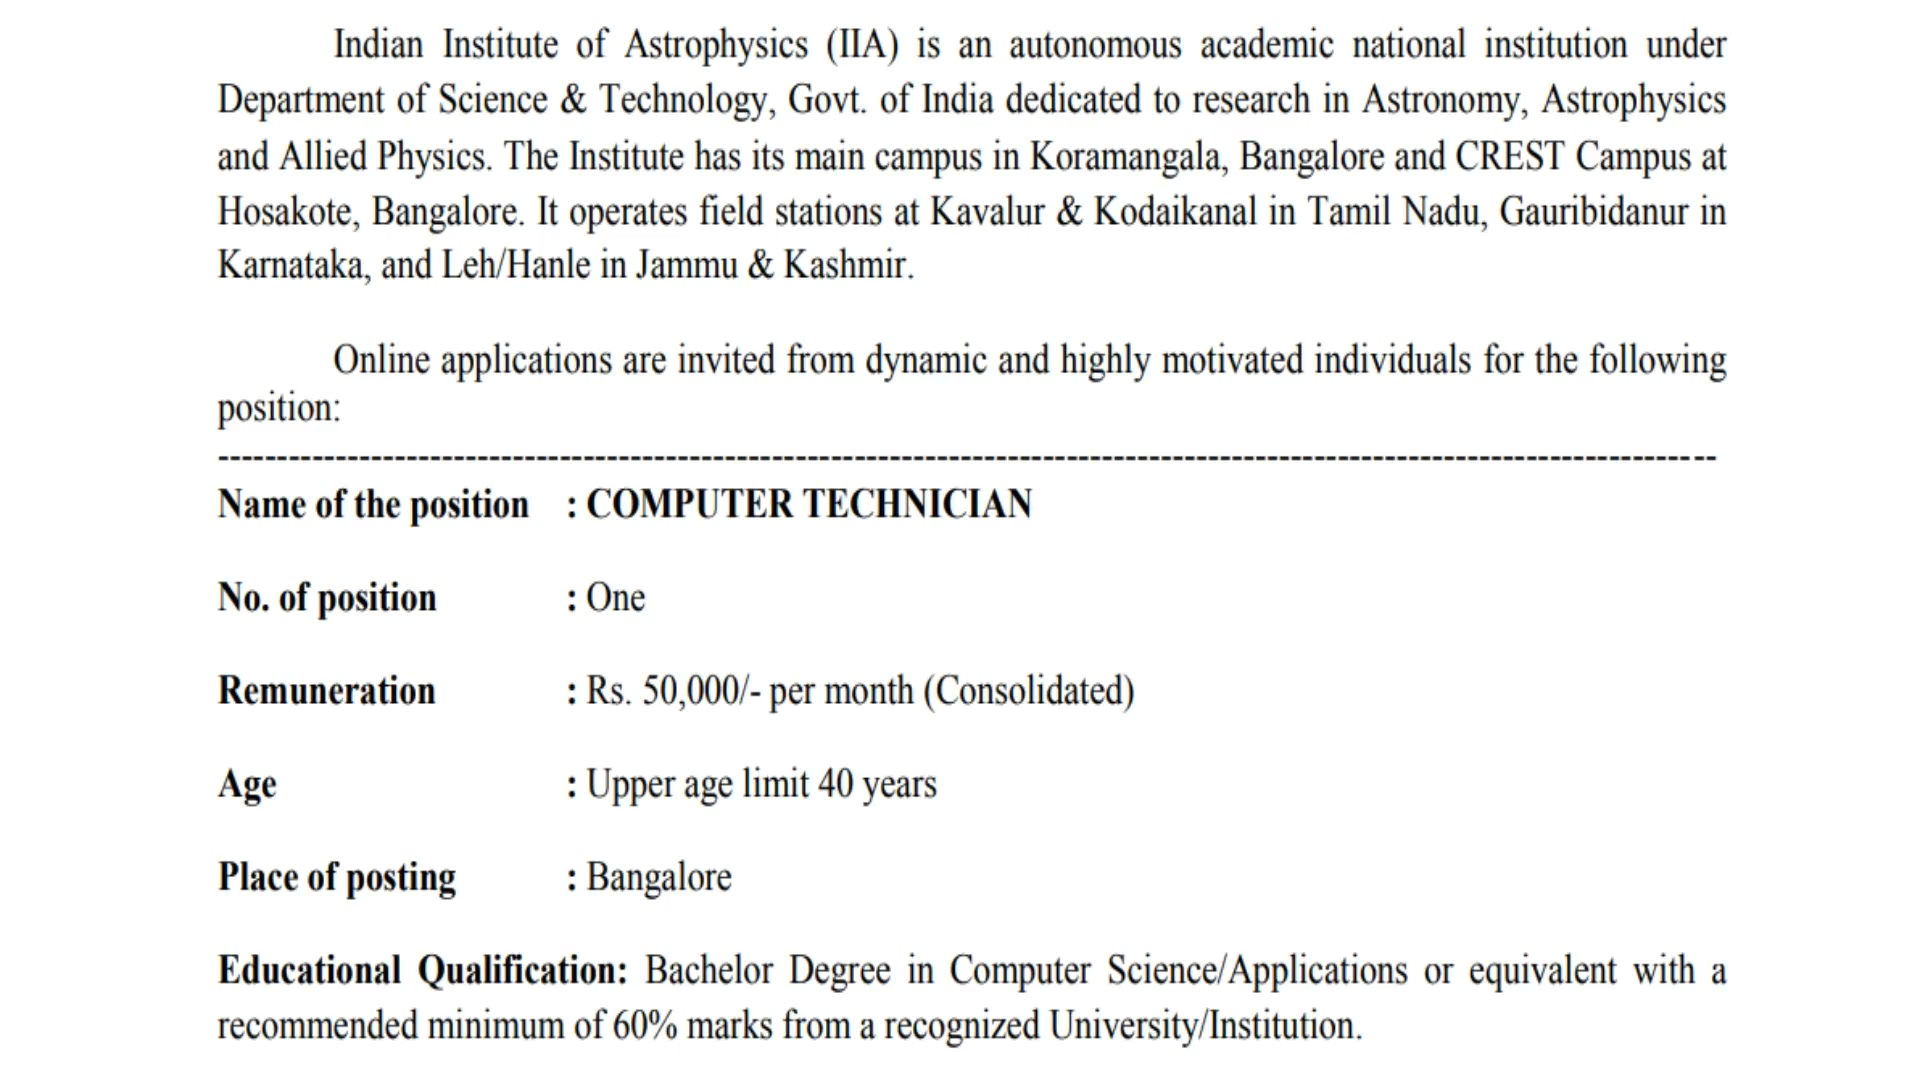 Indian Institute of Astrophysics (IIA) is an autonomous academic national institution under
Department of Science & Technology, Govt. of India dedicated to research in Astronomy, Astrophysics
and Allied Physics. The Institute has its main campus in Koramangala, Bangalore and CREST Campus at
Hosakote, Bangalore. It operates field stations at Kavalur & Kodaikanal in Tamil Nadu, Gauribidanur in
Karnataka, and Leh/Hanle in Jammu & Kashmir.
Online applications are invited from dynamic and highly motivated individuals for the following
position:
Name of the position : COMPUTER TECHNICIAN
No. of position : One
Remuneration : Rs. 50,000/- per month (Consolidated)
Age : Upper age limit 40 years
Place of posting : Bangalore
Educational Qualification: Bachelor Degree in Computer Science/Applications or equivalent with a
recommended minimum of 60% marks from a recognized University/Institution.